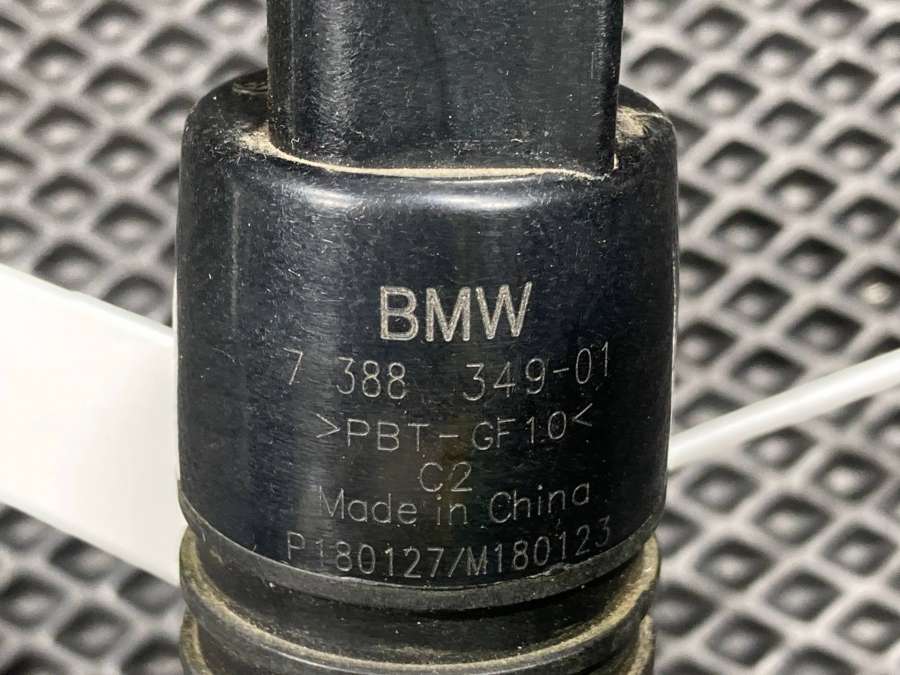 BMW
7 388 349-01
>PBT-GF10<
C2
Made in China
P180127/M180123